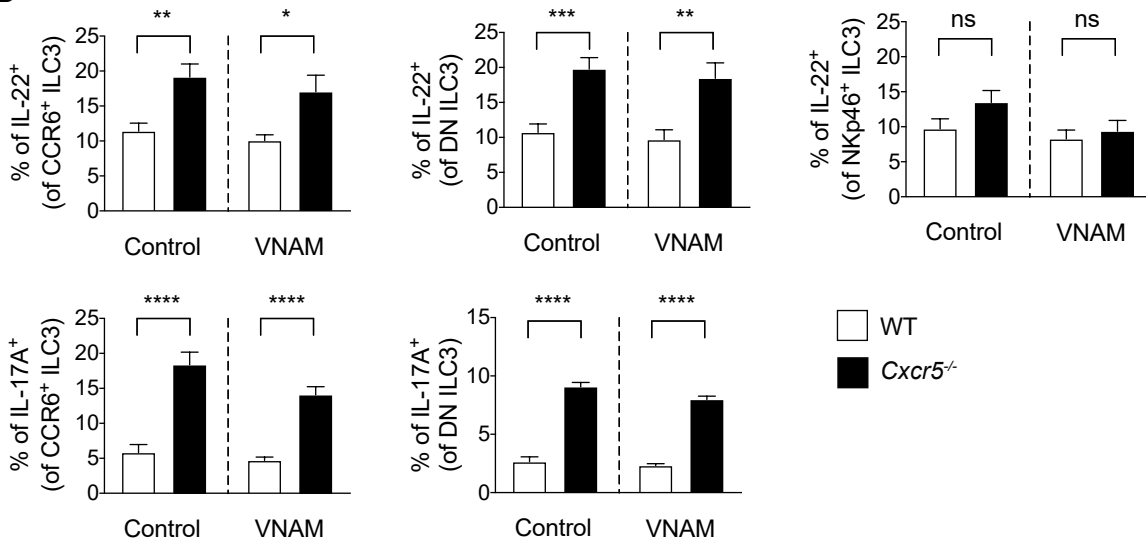 ** *
% of IL-22+
(of CCR6+ ILC3)
25
20
15
10
5
0
Control VNAM
*** **
% of IL-22+
(of DN ILC3)
25
20
15
10
5
0
Control VNAM
ns ns
% of IL-22+
(of NKp46+ ILC3)
25
20
15
10
5
0
Control VNAM
**** ****
% of IL-17A+
(of CCR6+ ILC3)
25
20
15
10
5
0
Control VNAM
**** ****
% of IL-17A+
(of DN ILC3)
15
10
5
0
Control VNAM
WT
Cxcr5-/-